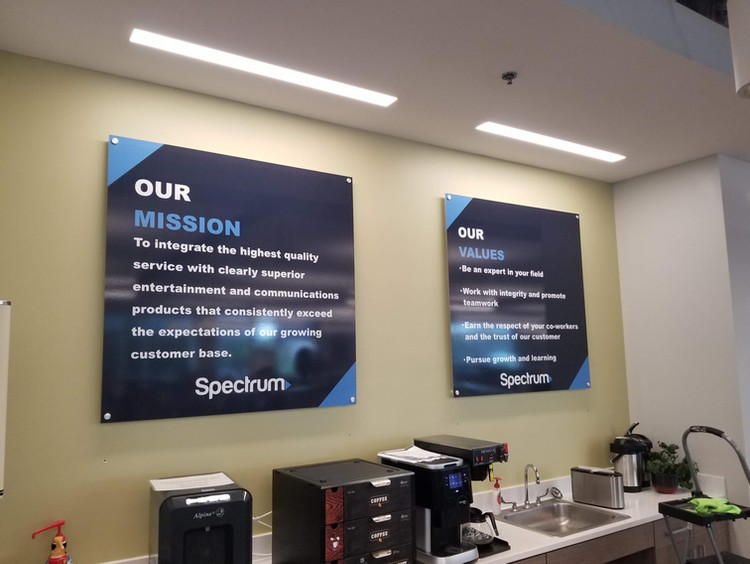 OUR
MISSION
To integrate the highest quality
service with clearly superior
entertainment and communications
products that consistently exceed
the expectations of our growing
customer base.
Spectrum
OUR
VALUES
·Be an expert in your field
·Work with integrity and promote
teamwork
·Earn the respect of your co-workers
and the trust of our customer
·Pursue growth and learning
Spectrum
Alpine
COFFEE
COFFEE
COFFEE